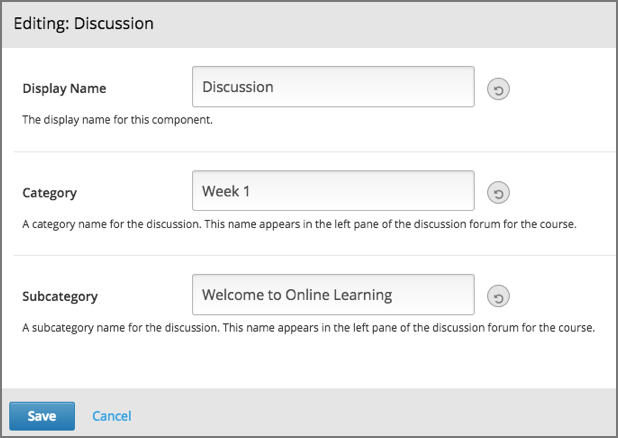 Editing: Discussion
Display Name
Discussion
The display name for this component.
Category
Week 1
A category name for the discussion. This name appears in the left pane of the discussion forum for the course.
Subcategory
Welcome to Online Learning
A subcategory name for the discussion. This name appears in the left pane of the discussion forum for the course.
Save
Cancel